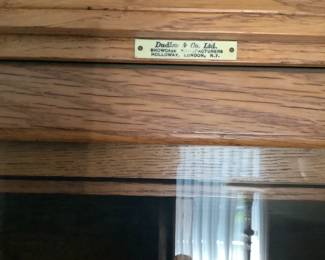 Dudley & Co. Ltd.
SHOWCASE MANUFACTURERS
HOLLOWAY, LONDON, N.7.